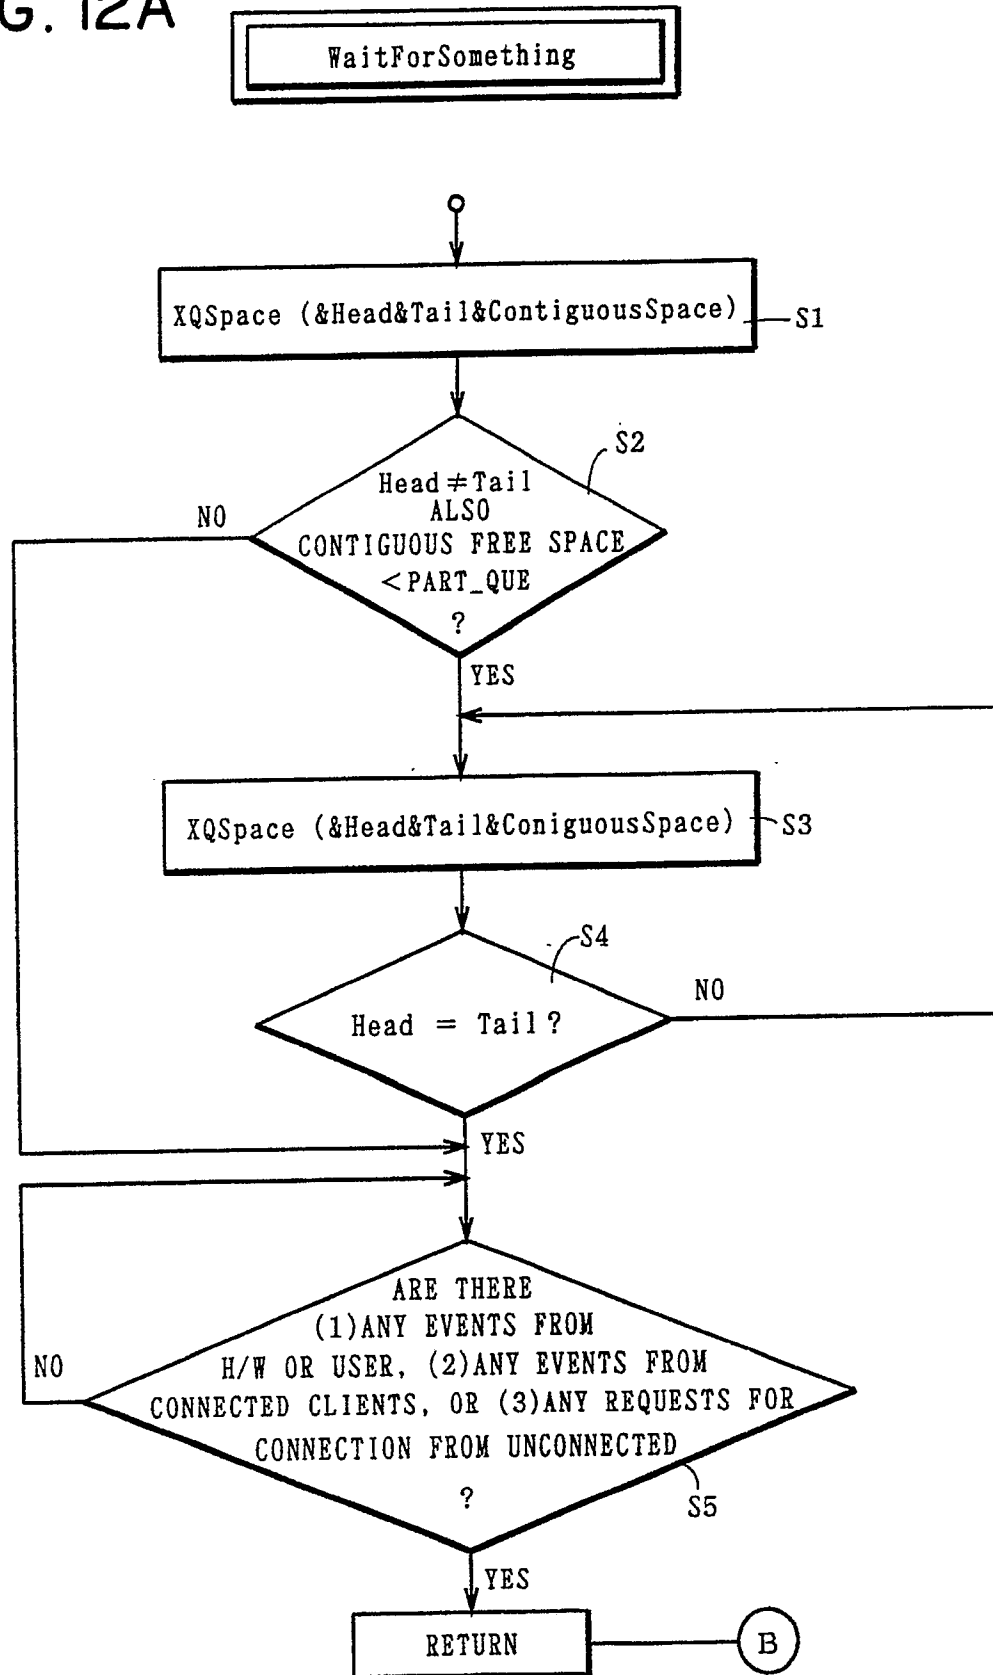 G. 12A
WaitForSomething
XQSpace (&Head&Tail&ContiguousSpace)
S1
S2
Head≠Tail
ALSO
CONTIGUOUS FREE SPACE
<PART_QUE
?
NO
YES
XQSpace (&Head&Tail&ConiguousSpace)
S3
S4
Head = Tail?
NO
YES
ARE THERE
(1)ANY EVENTS FROM
H/W OR USER, (2)ANY EVENTS FROM
CONNECTED CLIENTS, OR (3)ANY REQUESTS FOR
CONNECTION FROM UNCONNECTED
?
NO
S5
YES
RETURN
B